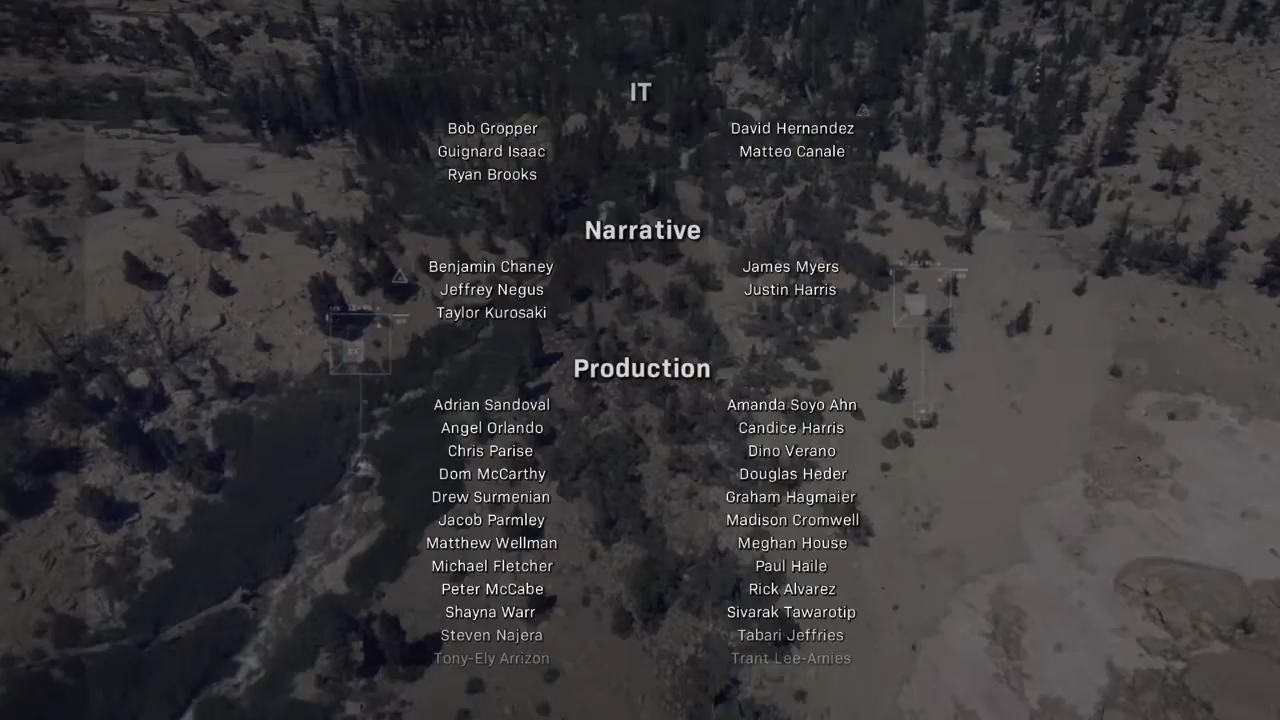 IT
Bob Gropper David Hernandez
Guignard Isaac Matteo Canale
Ryan Brooks
Narrative
Benjamin Chaney James Myers
Jeffrey Negus Justin Harris
Taylor Kurosaki
Production
Adrian Sandoval Amanda Soyo Ahn
Angel Orlando Candice Harris
Chris Parise Dino Verano
Dom McCarthy Douglas Heder
Drew Surmenian Graham Hagmaier
Jacob Parmley Madison Cromwell
Matthew Wellman Meghan House
Michael Fletcher Paul Haile
Peter McCabe Rick Alvarez
Shayna Warr Sivarak Tawarotip
Steven Najera Tabari Jeffries
Tony-Ely Arrizon Trant Lee-Amies